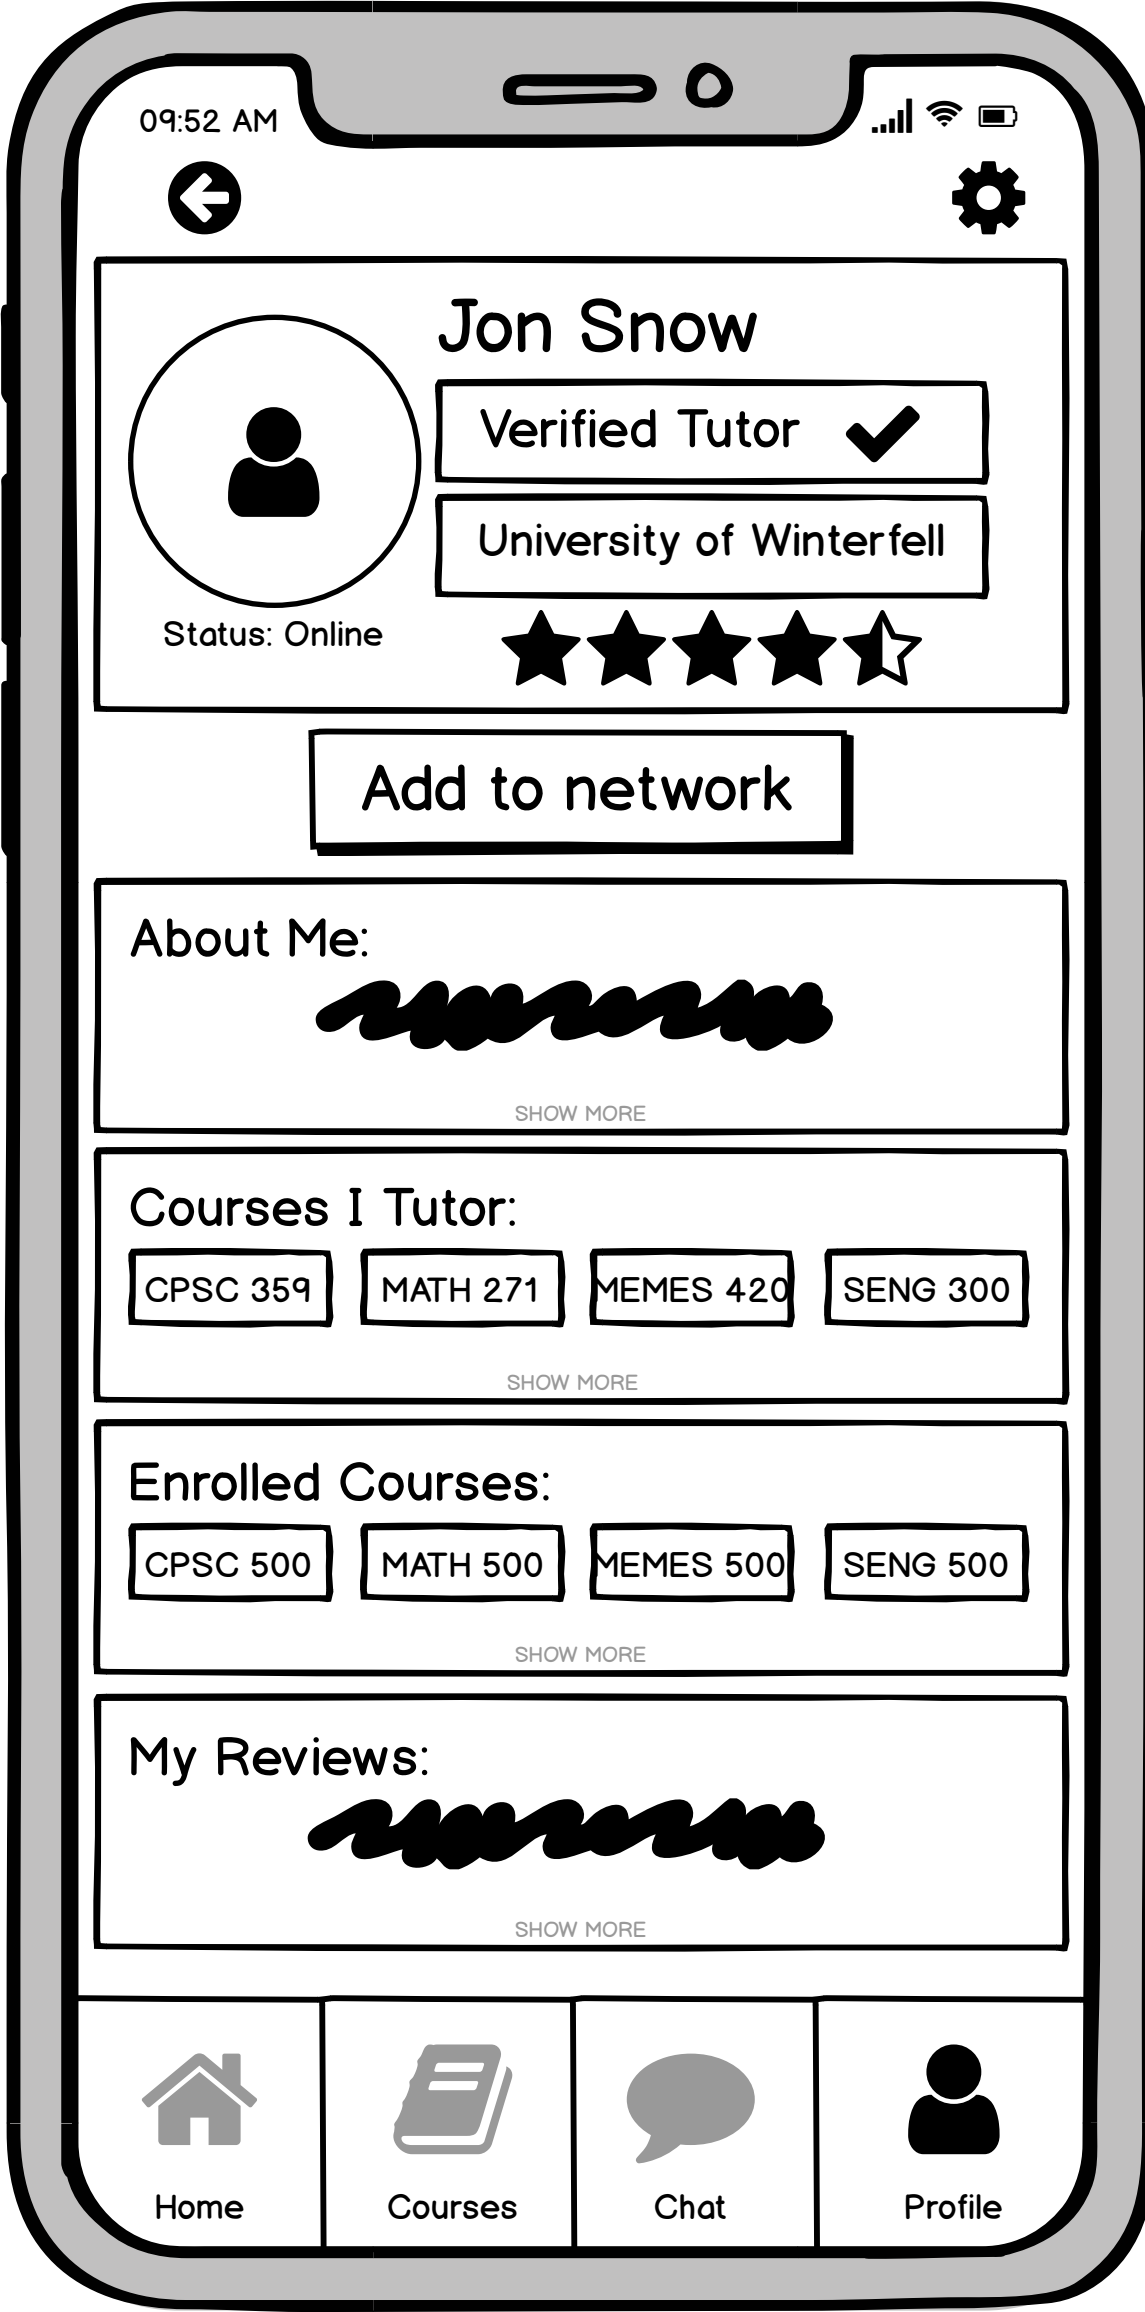 09:52 AM
Jon Snow
Verified Tutor
University of Winterfell
Status: Online
Add to network
About Me:
SHOW MORE
Courses I Tutor:
CPSC 359 MATH 271 MEMES 420 SENG 300
SHOW MORE
Enrolled Courses:
CPSC 500 MATH 500 MEMES 500 SENG 500
SHOW MORE
My Reviews:
SHOW MORE
Home Courses Chat Profile